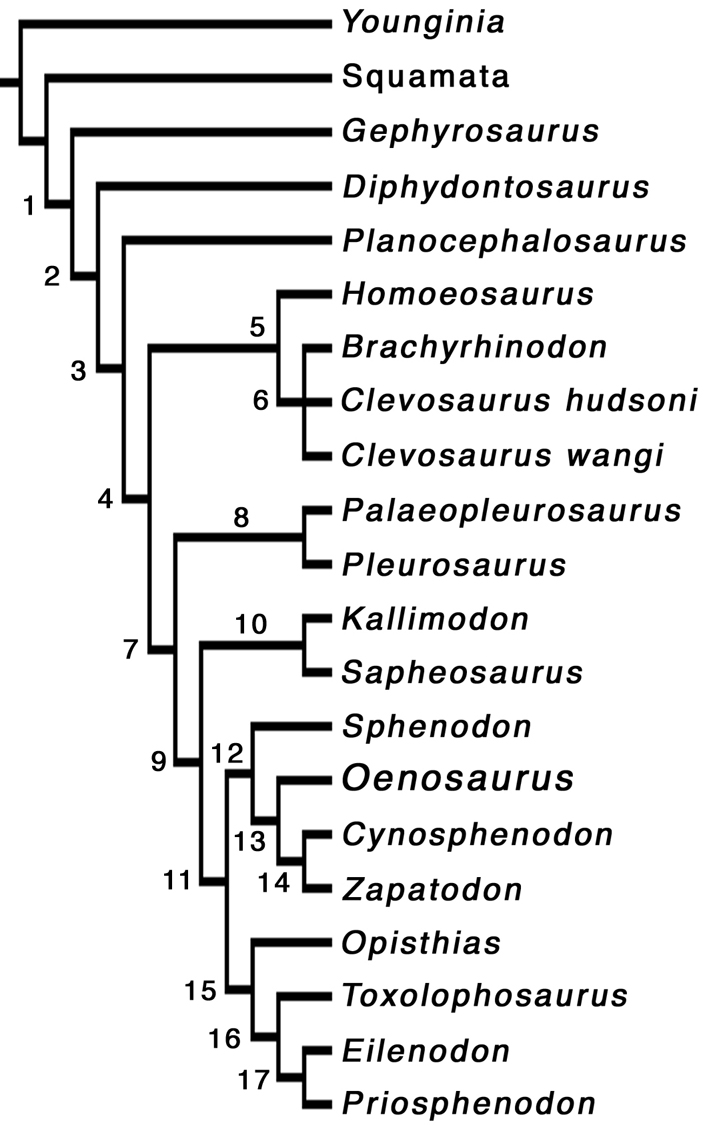 Younginia
Squamata
Gephyrosaurus
Diphydontosaurus
1
Planocephalosaurus
2
Homoeosaurus
5
Brachyrhinodon
3
6
Clevosaurus hudsoni
Clevosaurus wangi
4
Palaeopleurosaurus
8
Pleurosaurus
Kallimodon
10
7
Sapheosaurus
Sphenodon
12
9
Oenosaurus
Cynosphenodon
13
11
14
Zapatodon
Opisthias
15
Toxolophosaurus
16
Eilenodon
17
Priosphenodon